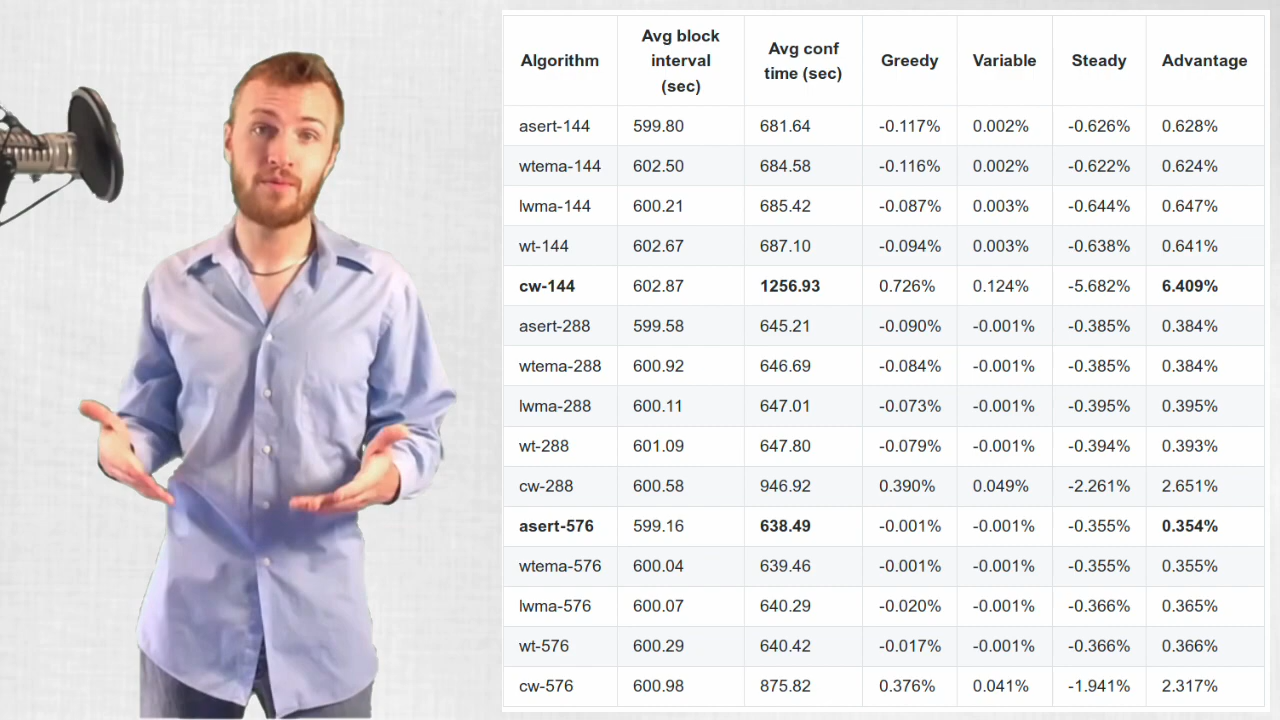 Algorithm Avg block interval (sec) Avg conf time (sec) Greedy Variable Steady Advantage
asert-144 599.80 681.64 -0.117% 0.002% -0.626% 0.628%
wtema-144 602.50 684.58 -0.116% 0.002% -0.622% 0.624%
lwma-144 600.21 685.42 -0.087% 0.003% -0.644% 0.647%
wt-144 602.67 687.10 -0.094% 0.003% -0.638% 0.641%
cw-144 602.87 1256.93 0.726% 0.124% -5.682% 6.409%
asert-288 599.58 645.21 -0.090% -0.001% -0.385% 0.384%
wtema-288 600.92 646.69 -0.084% -0.001% -0.385% 0.384%
lwma-288 600.11 647.01 -0.073% -0.001% -0.395% 0.395%
wt-288 601.09 647.80 -0.079% -0.001% -0.394% 0.393%
cw-288 600.58 946.92 0.390% 0.049% -2.261% 2.651%
asert-576 599.16 638.49 -0.001% -0.001% -0.355% 0.354%
wtema-576 600.04 639.46 -0.001% -0.001% -0.355% 0.355%
lwma-576 600.07 640.29 -0.020% -0.001% -0.366% 0.365%
wt-576 600.29 640.42 -0.017% -0.001% -0.366% 0.366%
cw-576 600.98 875.82 0.376% 0.041% -1.941% 2.317%